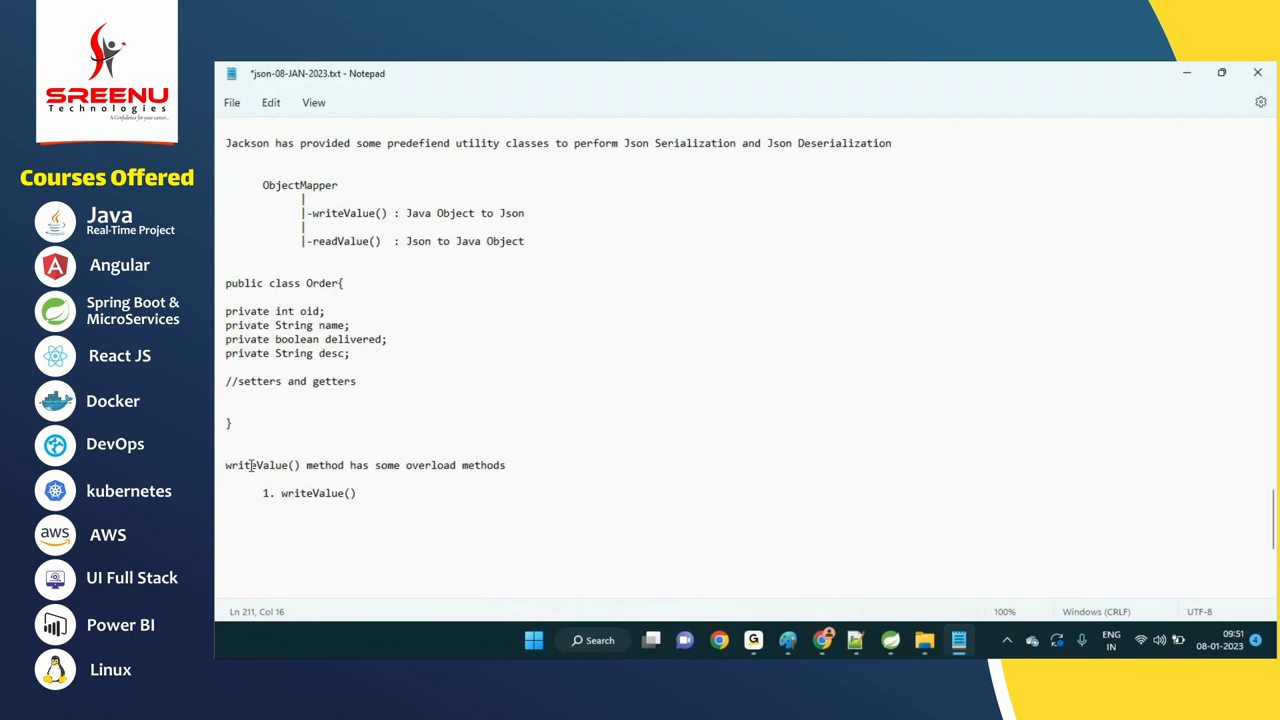 SREENU
Technologies
A Confidence for your career...
Courses Offered
Java
Real-Time Project
Angular
Spring Boot &
MicroServices
React JS
Docker
DevOps
kubernetes
aws
AWS
UI Full Stack
Power BI
Linux
*json-08-JAN-2023.txt - Notepad
File Edit View
Jackson has provided some predefiend utility classes to perform Json Serialization and Json Deserialization
ObjectMapper
|
|-writeValue() : Java Object to Json
|
|-readValue()  : Json to Java Object
public class Order{
private int oid;
private String name;
private boolean delivered;
private String desc;
//setters and getters
}
writeValue() method has some overload methods
1. writeValue()
Ln 211, Col 16
100%
Windows (CRLF)
UTF-8
Search
G
ENG
IN
09:51
08-01-2023
4